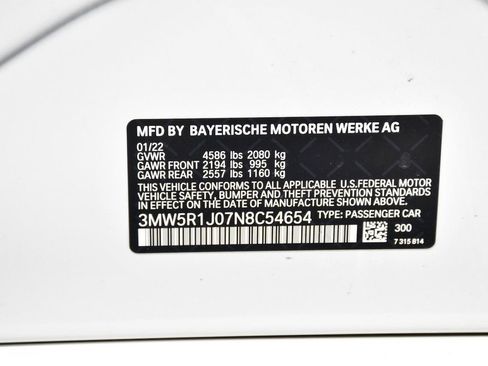 MFD BY BAYERISCHE MOTOREN WERKE AG
01/22
GVWR 4586 lbs 2080 kg
GAWR FRONT 2194 lbs 995 kg
GAWR REAR 2557 lbs 1160 kg
THIS VEHICLE CONFORMS TO ALL APPLICABLE U.S.FEDERAL MOTOR
VEHICLE SAFETY, BUMPER, AND THEFT PREVENTION STANDARDS
IN EFFECT ON THE DATE OF MANUFACTURE SHOWN ABOVE.
3MW5R1J07N8C54654 TYPE: PASSENGER CAR
300
7 315 814